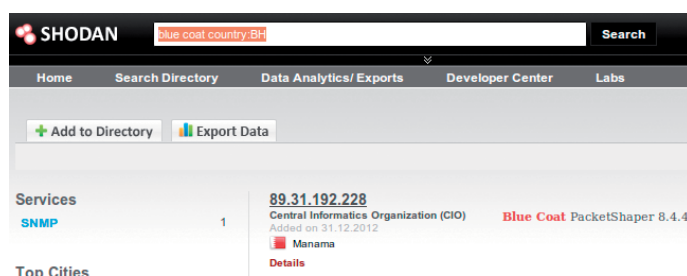 SHODAN blue coat country:BH Search
Home Search Directory Data Analytics/ Exports Developer Center Labs
Add to Directory Export Data
Services
SNMP 1
Top Cities
89.31.192.228
Central Informatics Organization (CIO)
Added on 31.12.2012
Manama
Details
Blue Coat PacketShaper 8.4.4